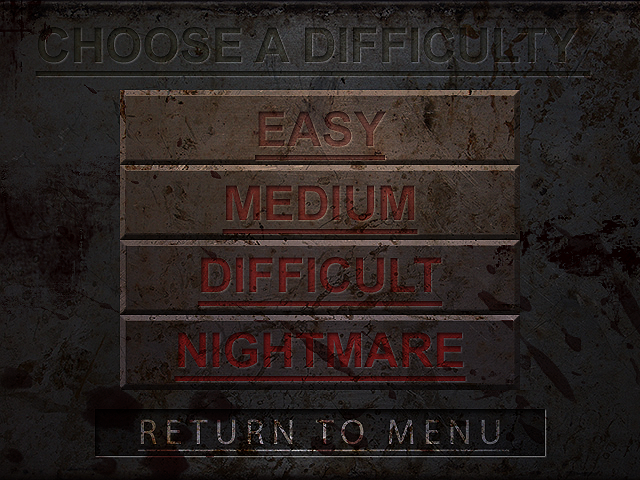 CHOOSE A DIFFICULTY
EASY
MEDIUM
DIFFICULT
NIGHTMARE
RETURN TO MENU